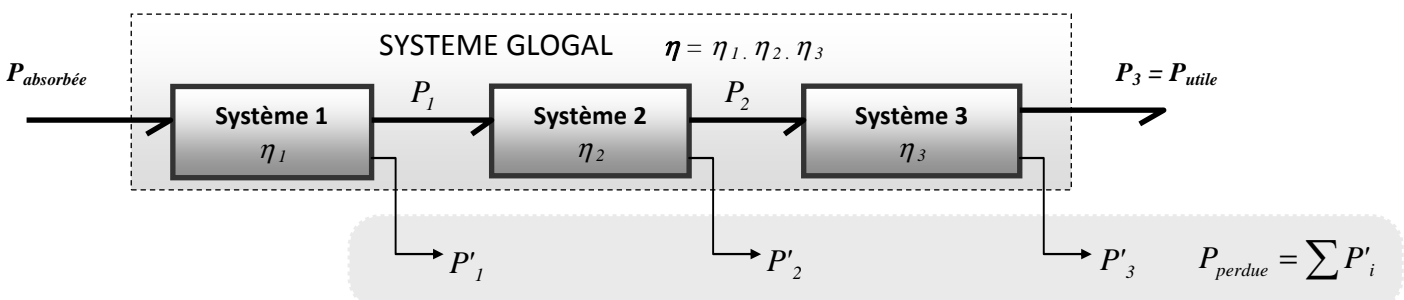 SYSTEME GLOGAL η = η1. η2. η3
Pabsorbée
P1
P2
P3 = Putile
Système 1
η1
Système 2
η2
Système 3
η3
P'1
P'2
P'3
Pperdue = ∑ P'i